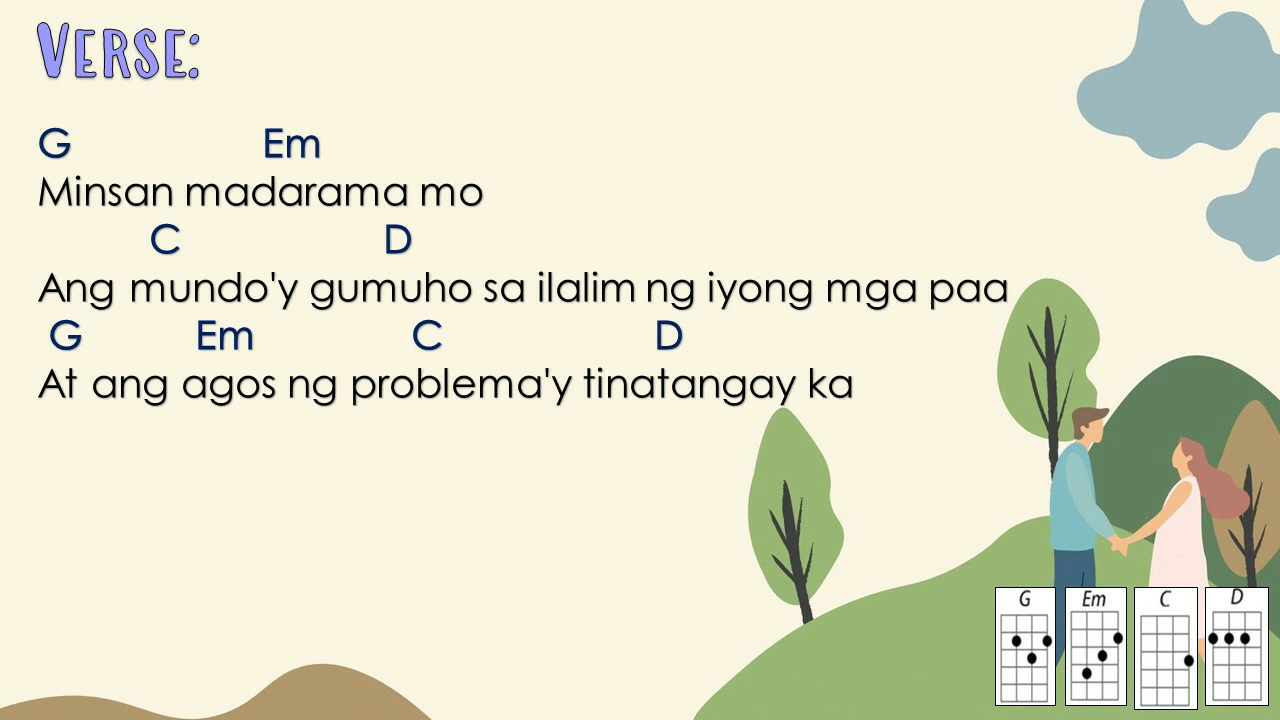 VERSE:
G Em
Minsan madarama mo
C D
Ang mundo'y gumuho sa ilalim ng iyong mga paa
G Em C D
At ang agos ng problema'y tinatangay ka
G Em C D